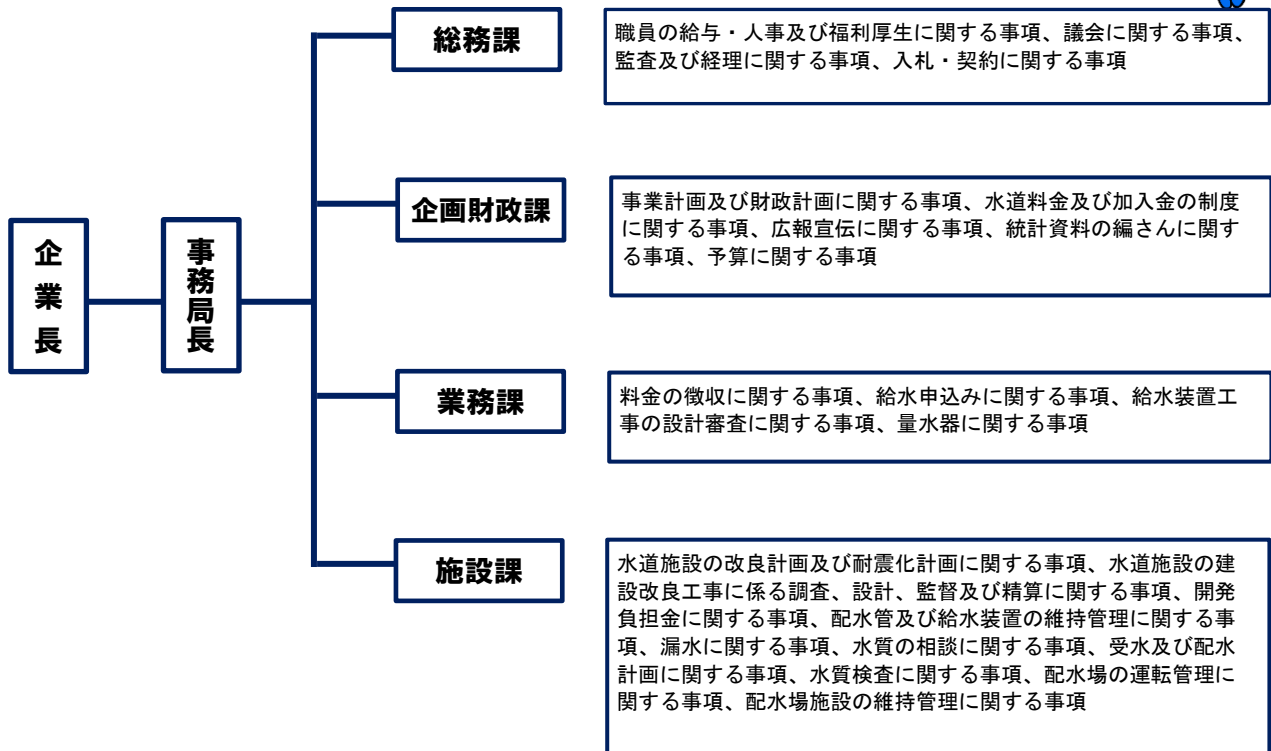 企業長
事務局長
総務課
職員の給与・人事及び福利厚生に関する事項、議会に関する事項、
監査及び経理に関する事項、入札・契約に関する事項
企画財政課
事業計画及び財政計画に関する事項、水道料金及び加入金の制度
に関する事項、広報宣伝に関する事項、統計資料の編さんに関す
る事項、予算に関する事項
業務課
料金の徴収に関する事項、給水申込みに関する事項、給水装置工
事の設計審査に関する事項、量水器に関する事項
施設課
水道施設の改良計画及び耐震化計画に関する事項、水道施設の建
設改良工事に係る調査、設計、監督及び精算に関する事項、開発
負担金に関する事項、配水管及び給水装置の維持管理に関する事
項、漏水に関する事項、水質の相談に関する事項、受水及び配水
計画に関する事項、水質検査に関する事項、配水場の運転管理に
関する事項、配水場施設の維持管理に関する事項